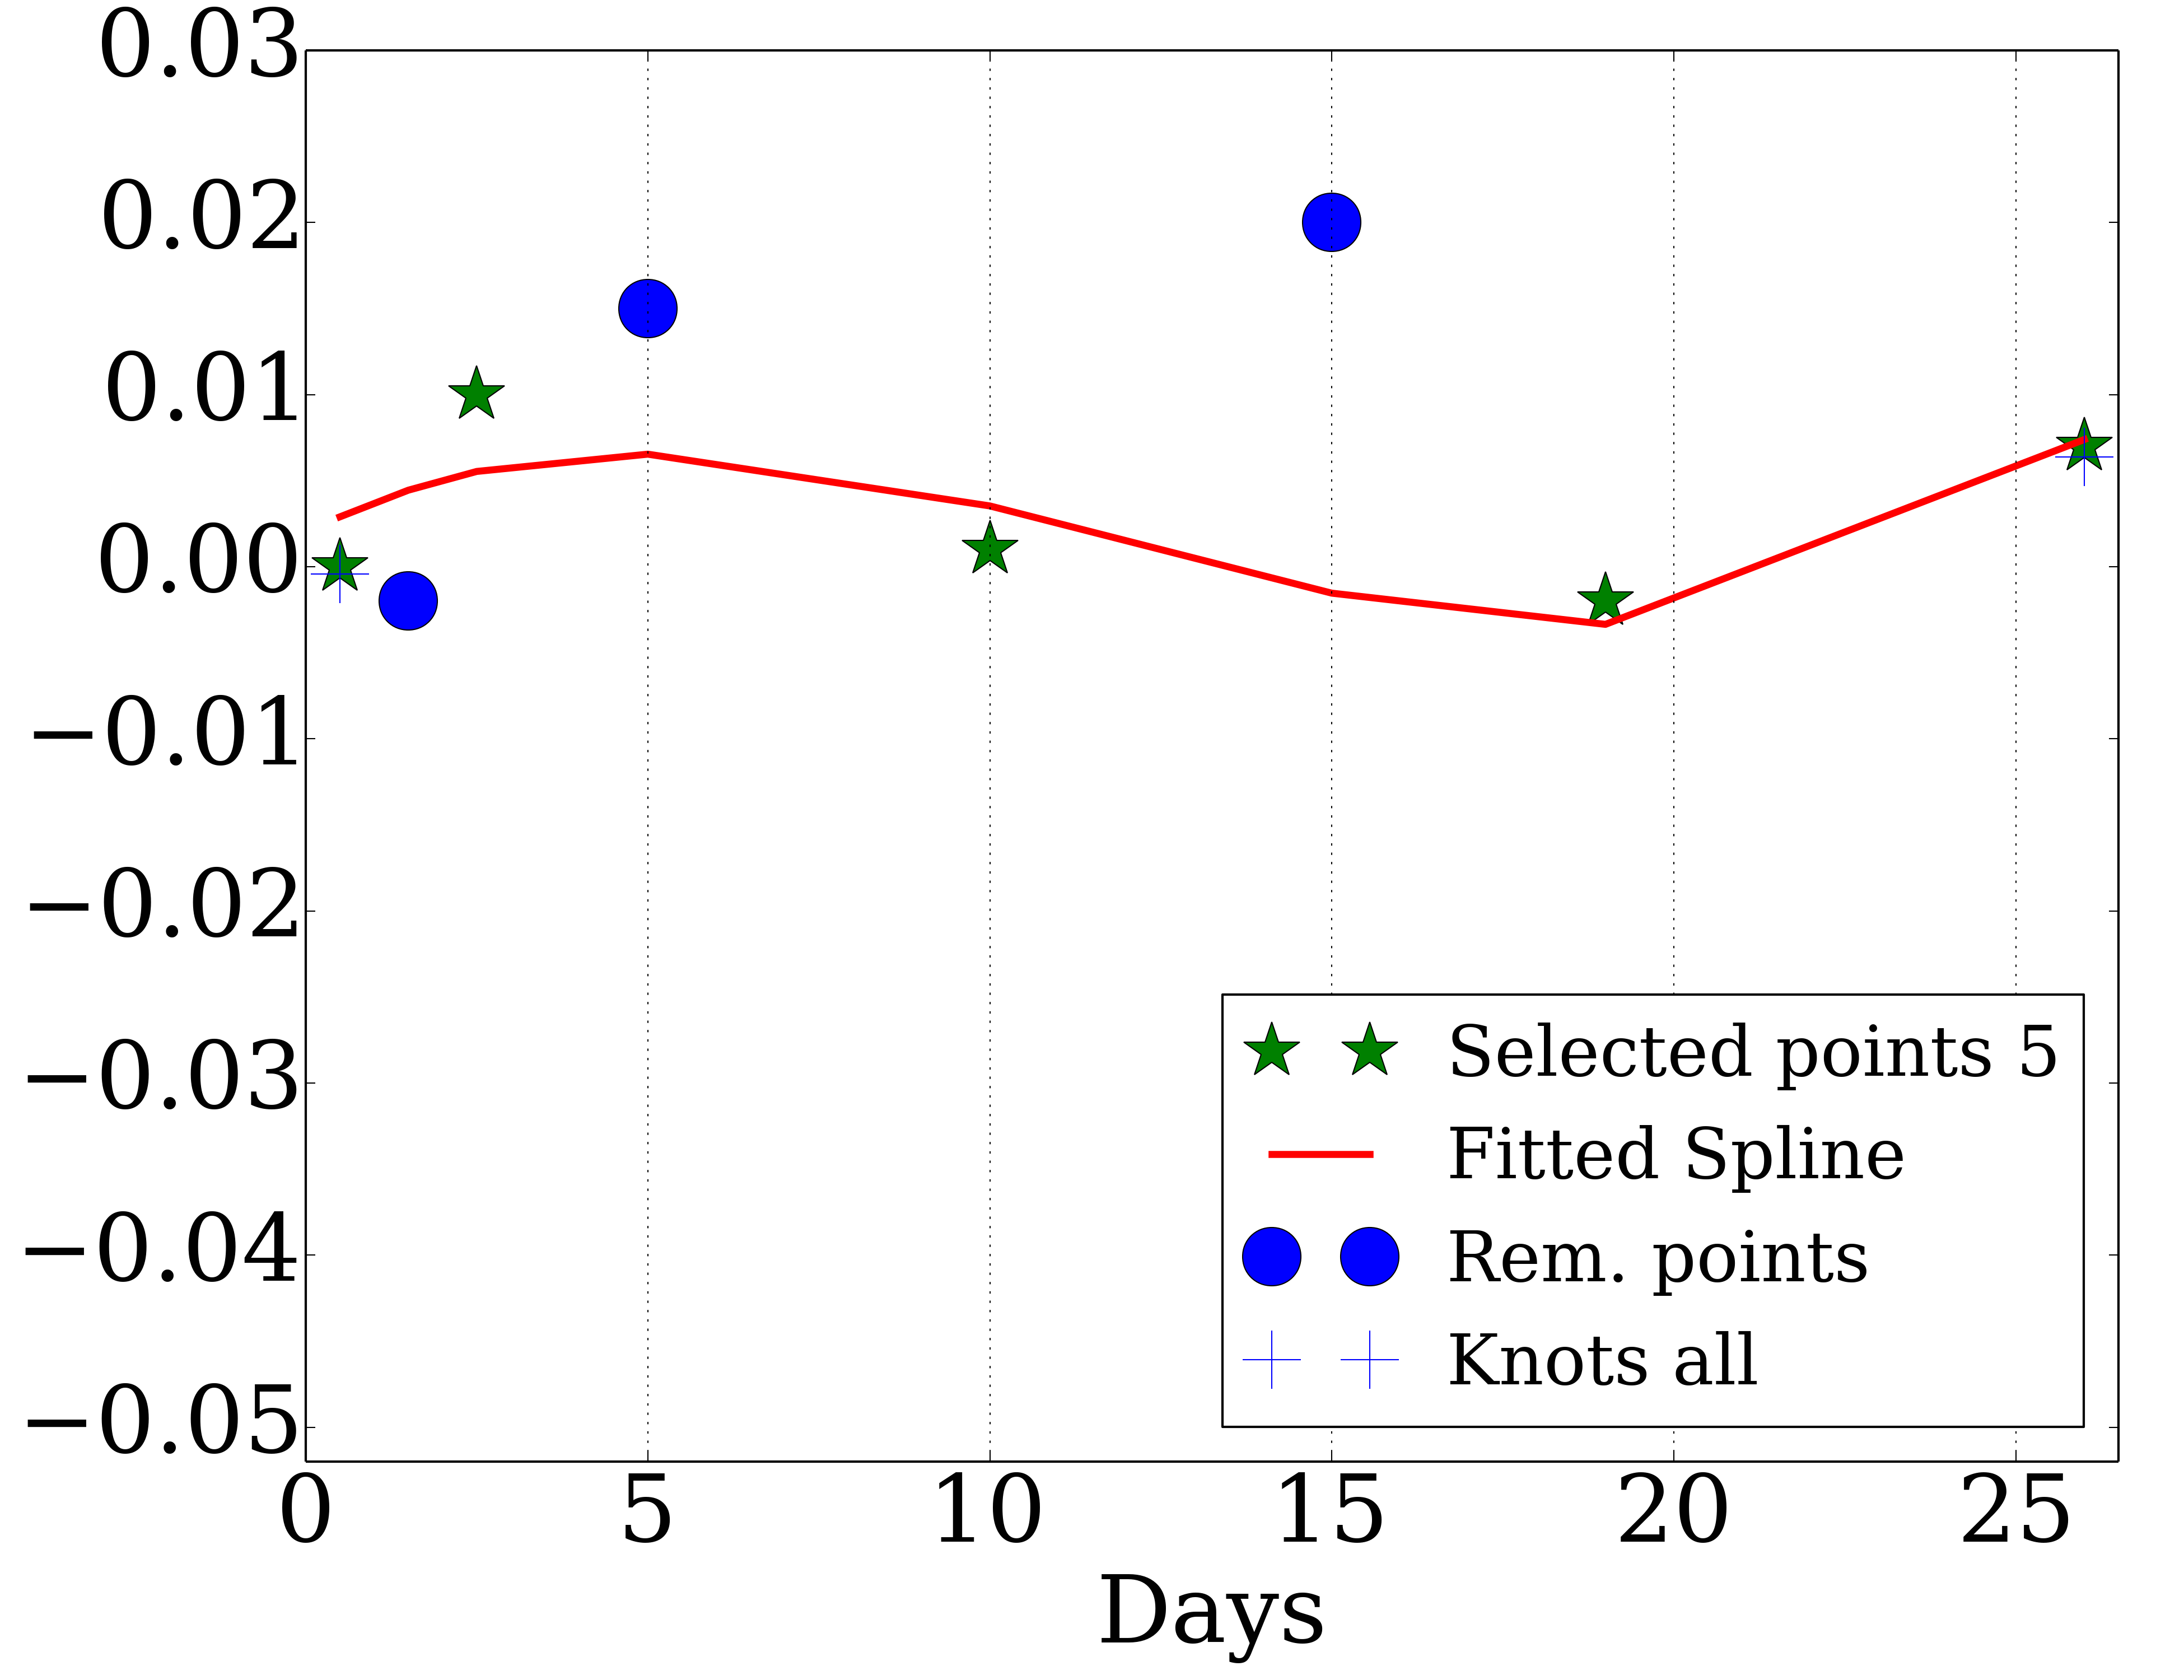 0.03
0.02
0.01
0.00
−0.01
−0.02
−0.03
−0.04
−0.05
0 5 10 15 20 25
Days
Selected points 5
Fitted Spline
Rem. points
Knots all